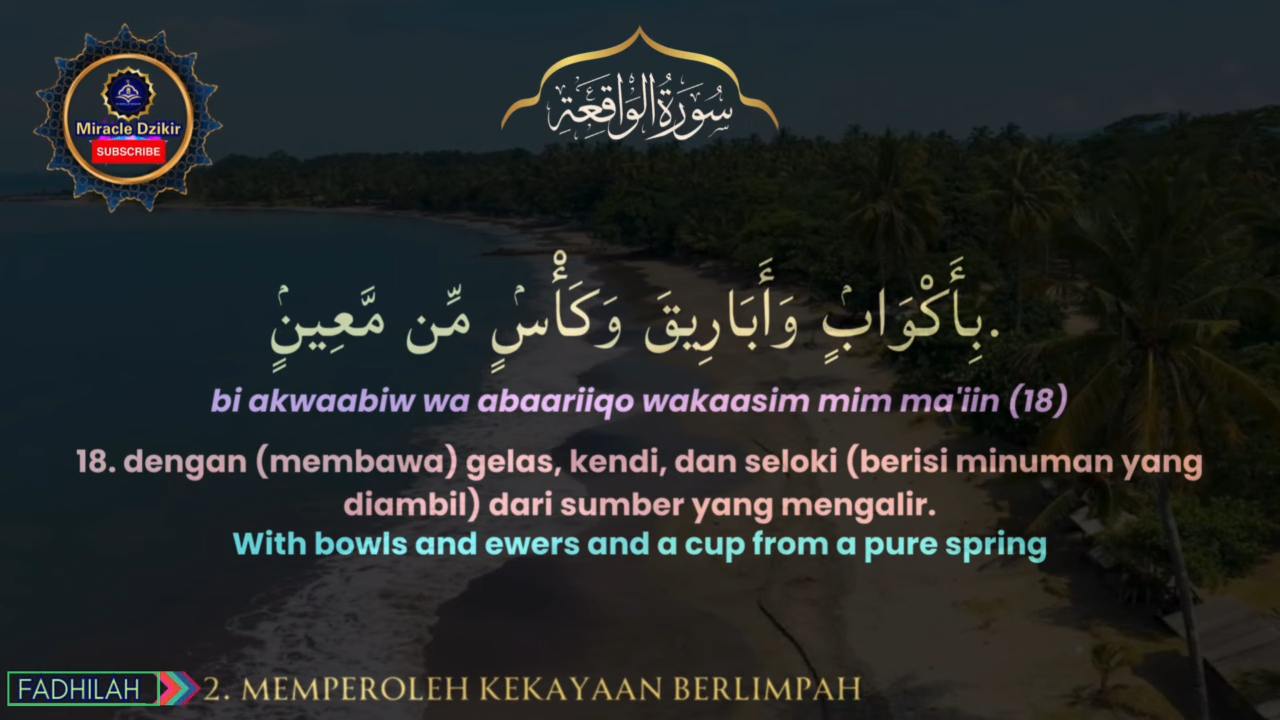 Miracle Dzikir
SUBSCRIBE
سُورَةُ الْوَاقِعَةِ
بِأَكْوَابٍۢ وَأَبَارِيقَ وَكَأْسٍۢ مِّن مَّعِينٍۢ.
bi akwaabiw wa abaariiqo wakaasim mim ma'iin (18)
18. dengan (membawa) gelas, kendi, dan seloki (berisi minuman yang
diambil) dari sumber yang mengalir.
With bowls and ewers and a cup from a pure spring
FADHILAH
2. MEMPEROLEH KEKAYAAN BERLIMPAH